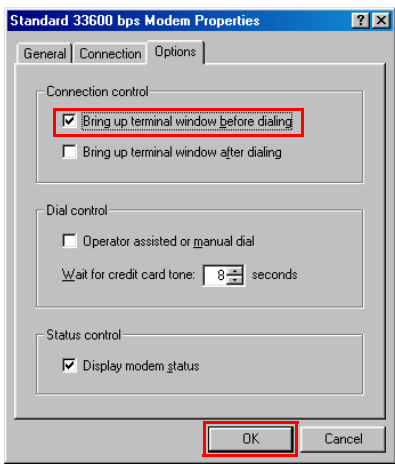 Standard 33600 bps Modem Properties
General Connection Options
Connection control
Bring up terminal window before dialing
Bring up terminal window after dialing
Dial control
Operator assisted or manual dial
Wait for credit card tone: 8 seconds
Status control
Display modem status
OK Cancel